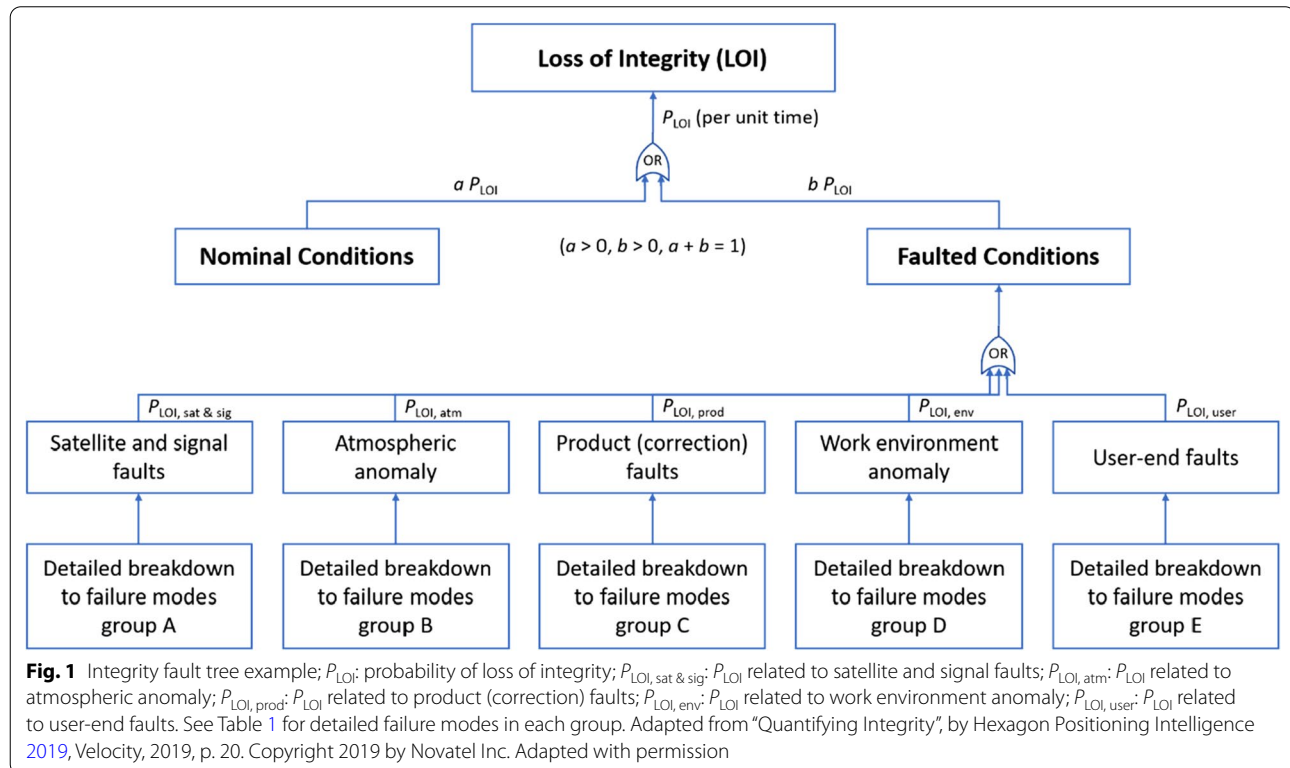 Loss of Integrity (LOI)
P_LOI (per unit time)
OR
a P_LOI
b P_LOI
Nominal Conditions
(a > 0, b > 0, a + b = 1)
Faulted Conditions
OR
P_LOI, sat & sig
P_LOI, atm
P_LOI, prod
P_LOI, env
P_LOI, user
Satellite and signal
faults
Atmospheric
anomaly
Product (correction)
faults
Work environment
anomaly
User-end faults
Detailed breakdown
to failure modes
group A
Detailed breakdown
to failure modes
group B
Detailed breakdown
to failure modes
group C
Detailed breakdown
to failure modes
group D
Detailed breakdown
to failure modes
group E
Fig. 1 Integrity fault tree example; P_LOI: probability of loss of integrity; P_LOI, sat & sig: P_LOI related to satellite and signal faults; P_LOI, atm: P_LOI related to
atmospheric anomaly; P_LOI, prod: P_LOI related to product (correction) faults; P_LOI, env: P_LOI related to work environment anomaly; P_LOI, user: P_LOI related
to user-end faults. See Table 1 for detailed failure modes in each group. Adapted from “Quantifying Integrity”, by Hexagon Positioning Intelligence
2019, Velocity, 2019, p. 20. Copyright 2019 by Novatel Inc. Adapted with permission